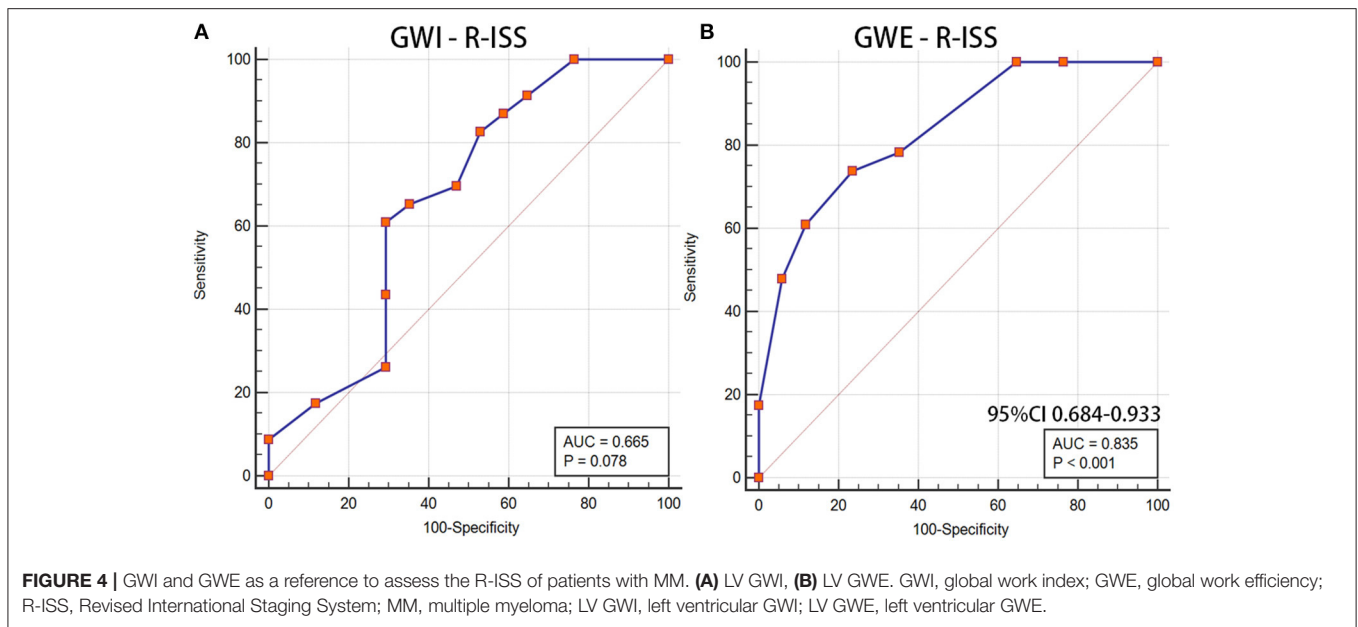 A
GWI - R-ISS
100
80
60
40
20
0
Sensitivity
0 20 40 60 80 100
100-Specificity
AUC = 0.665
P = 0.078
B
GWE - R-ISS
100
80
60
40
20
0
Sensitivity
0 20 40 60 80 100
100-Specificity
95%CI 0.684-0.933
AUC = 0.835
P < 0.001
FIGURE 4 | GWI and GWE as a reference to assess the R-ISS of patients with MM. (A) LV GWI, (B) LV GWE. GWI, global work index; GWE, global work efficiency;
R-ISS, Revised International Staging System; MM, multiple myeloma; LV GWI, left ventricular GWI; LV GWE, left ventricular GWE.